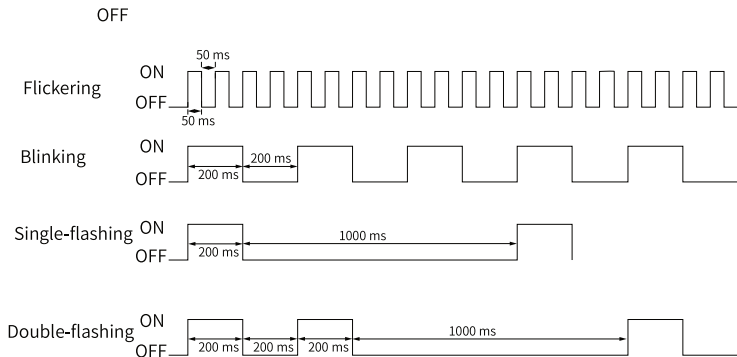 OFF
50 ms
Flickering
ON
OFF
50 ms
Blinking
ON
OFF
200 ms
200 ms
Single-flashing
ON
OFF
200 ms
1000 ms
Double-flashing
ON
OFF
200 ms
200 ms
200 ms
1000 ms